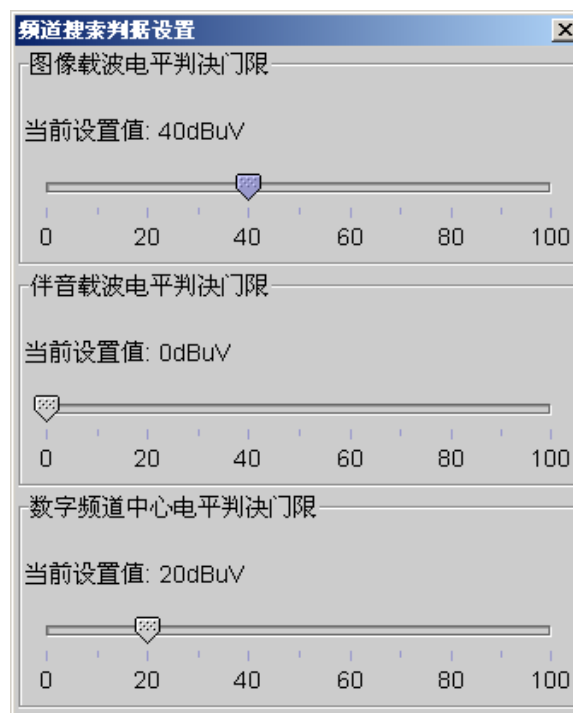 频道搜索判据设置
图像载波电平判决门限
当前设置值: 40dBuV
0 20 40 60 80 100
伴音载波电平判决门限
当前设置值: 0dBuV
0 20 40 60 80 100
数字频道中心电平判决门限
当前设置值: 20dBuV
0 20 40 60 80 100